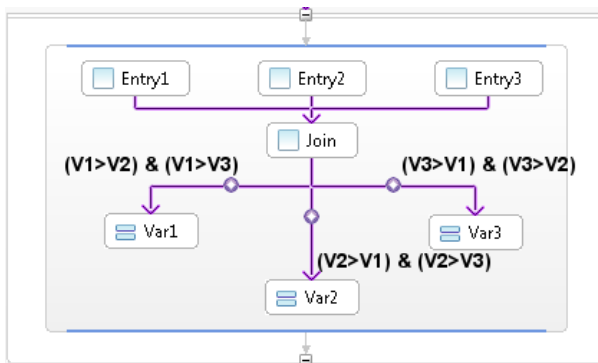 Entry1
Entry2
Entry3
Join
(V1>V2) & (V1>V3)
(V3>V1) & (V3>V2)
Var1
Var3
(V2>V1) & (V2>V3)
Var2